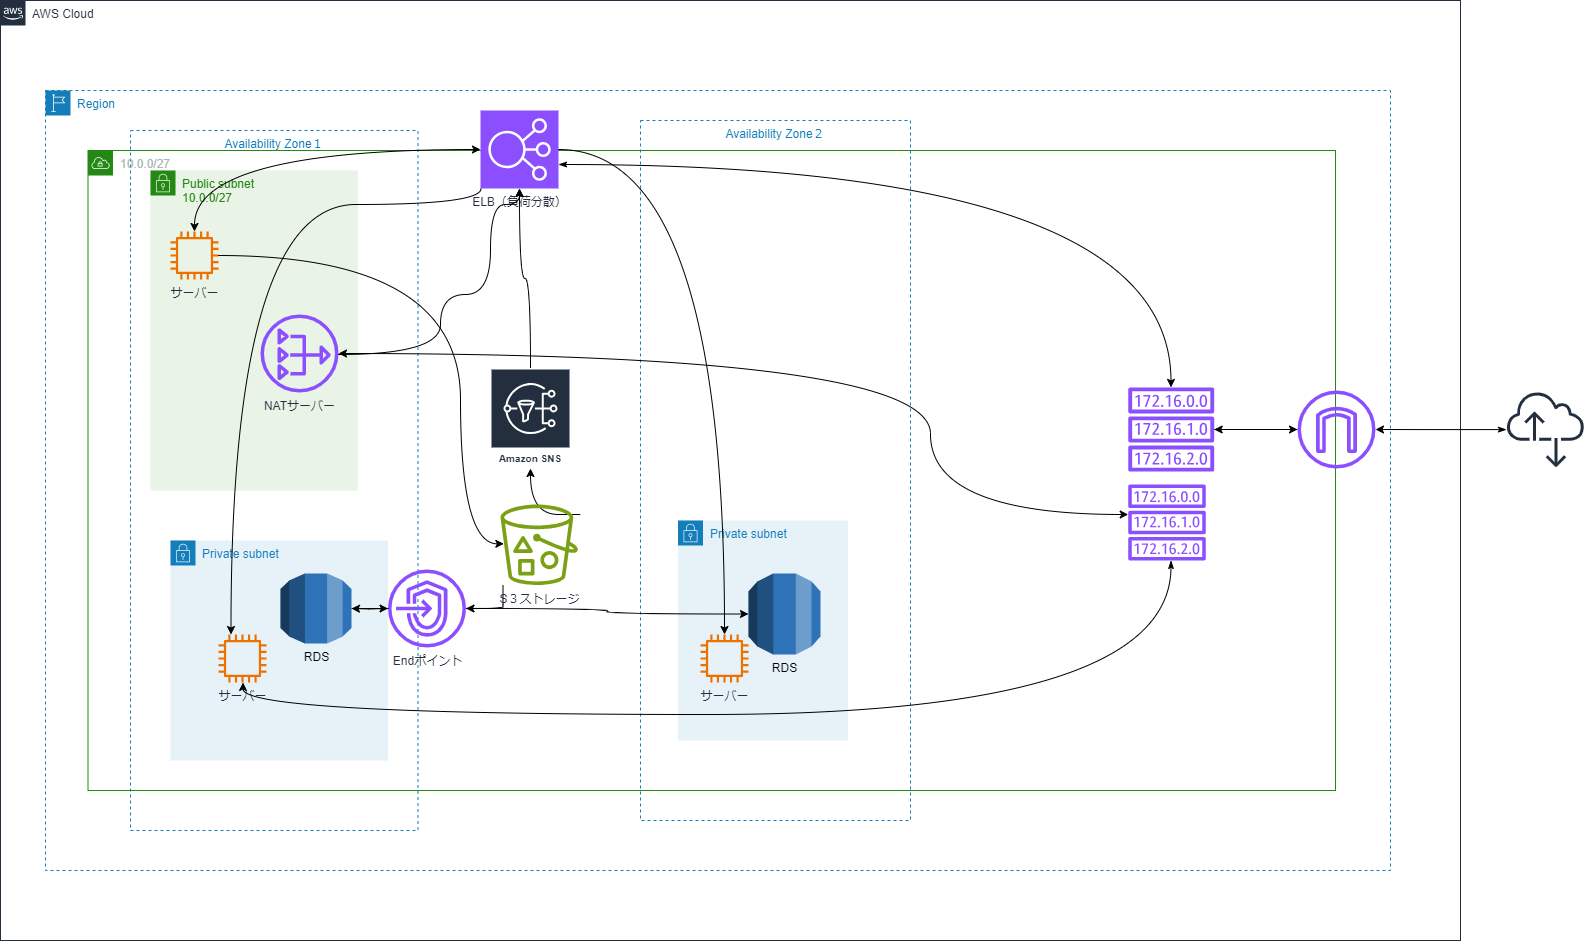 aws
AWS Cloud
Region
Availability Zone 1
Availability Zone 2
10.0.0/27
Public subnet
10.0.0/27
ELB（負荷分散）
サーバー
NATサーバー
Amazon SNS
172.16.0.0
172.16.1.0
172.16.2.0
172.16.0.0
172.16.1.0
172.16.2.0
S３ストレージ
Private subnet
RDS
サーバー
Endポイント
Private subnet
RDS
サーバー